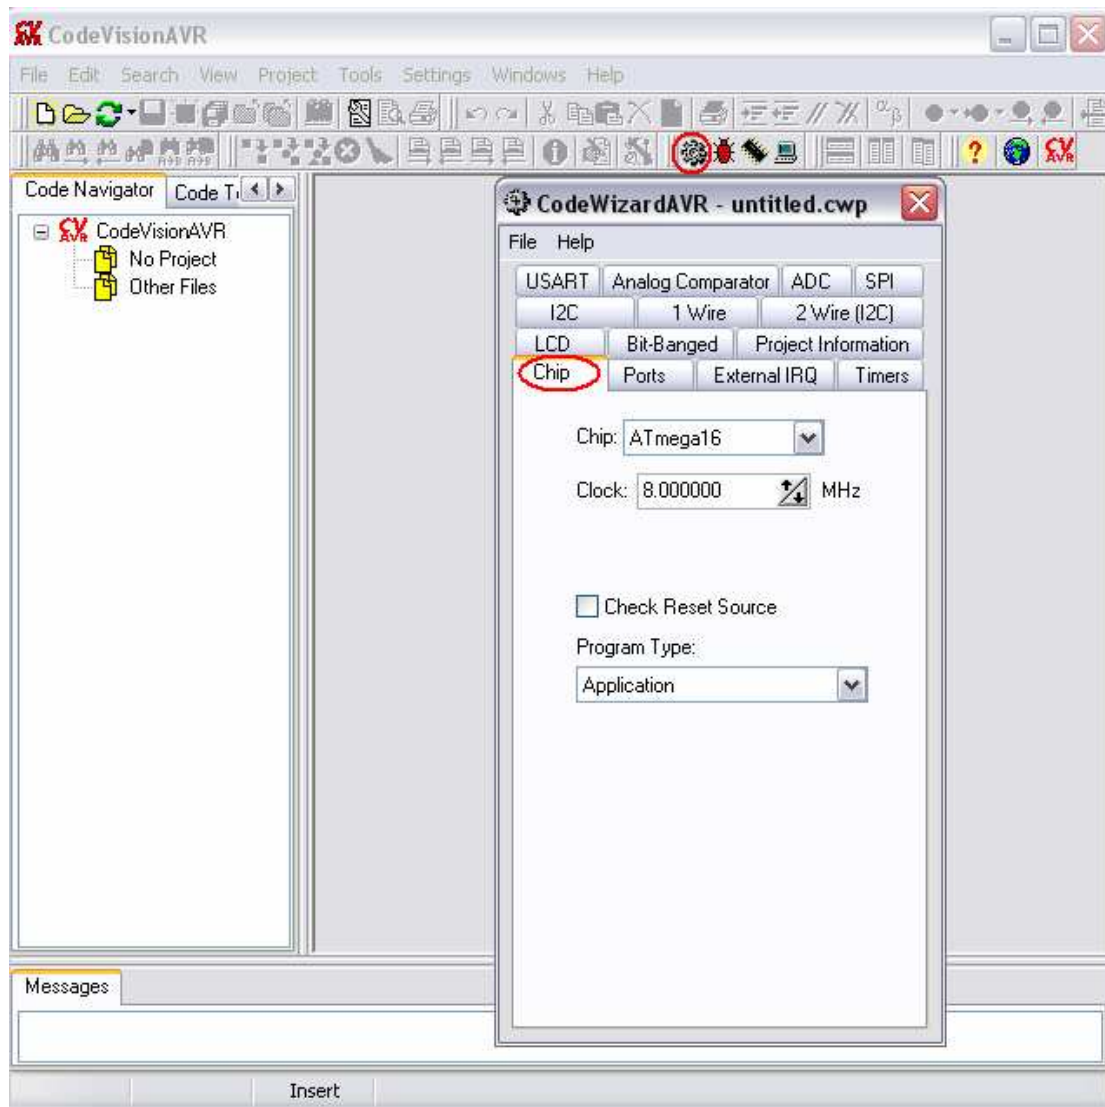 CodeVisionAVR
File Edit Search View Project Tools Settings Windows Help
Code Navigator Code T
CodeVisionAVR
No Project
Other Files
CodeWizardAVR - untitled.cwp
File Help
USART Analog Comparator ADC SPI
I2C 1 Wire 2 Wire (I2C)
LCD Bit-Banged Project Information
Chip Ports External IRQ Timers
Chip: ATmega16
Clock: 8.000000 MHz
Check Reset Source
Program Type:
Application
Messages
Insert